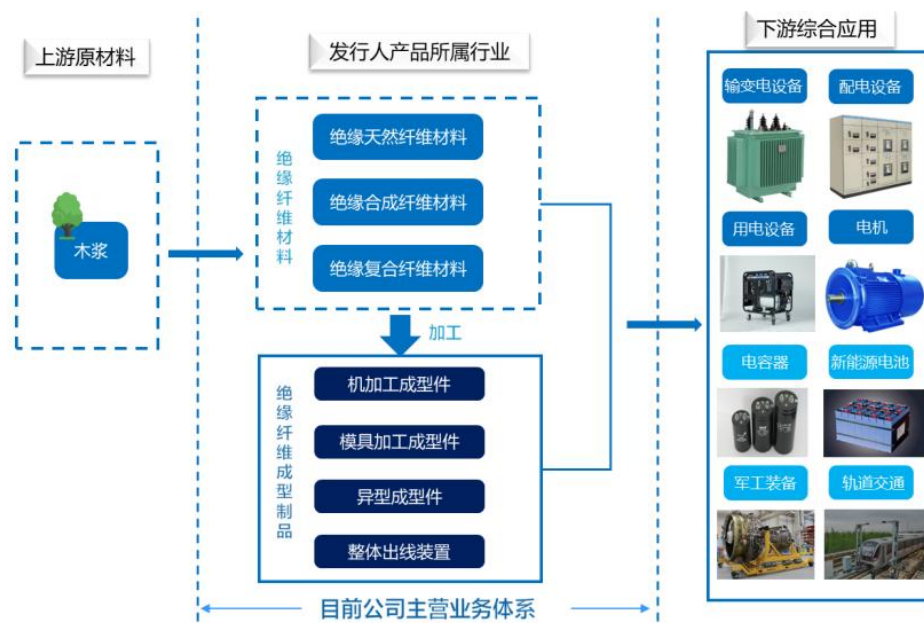 上游原材料
发行人产品所属行业
下游综合应用
木浆
绝缘纤维材料
绝缘天然纤维材料
绝缘合成纤维材料
绝缘复合纤维材料
加工
绝缘纤维成型制品
机加工成型件
模具加工成型件
异型成型件
整体出线装置
目前公司主营业务体系
输变电设备
配电设备
用电设备
电机
电容器
新能源电池
军工装备
轨道交通